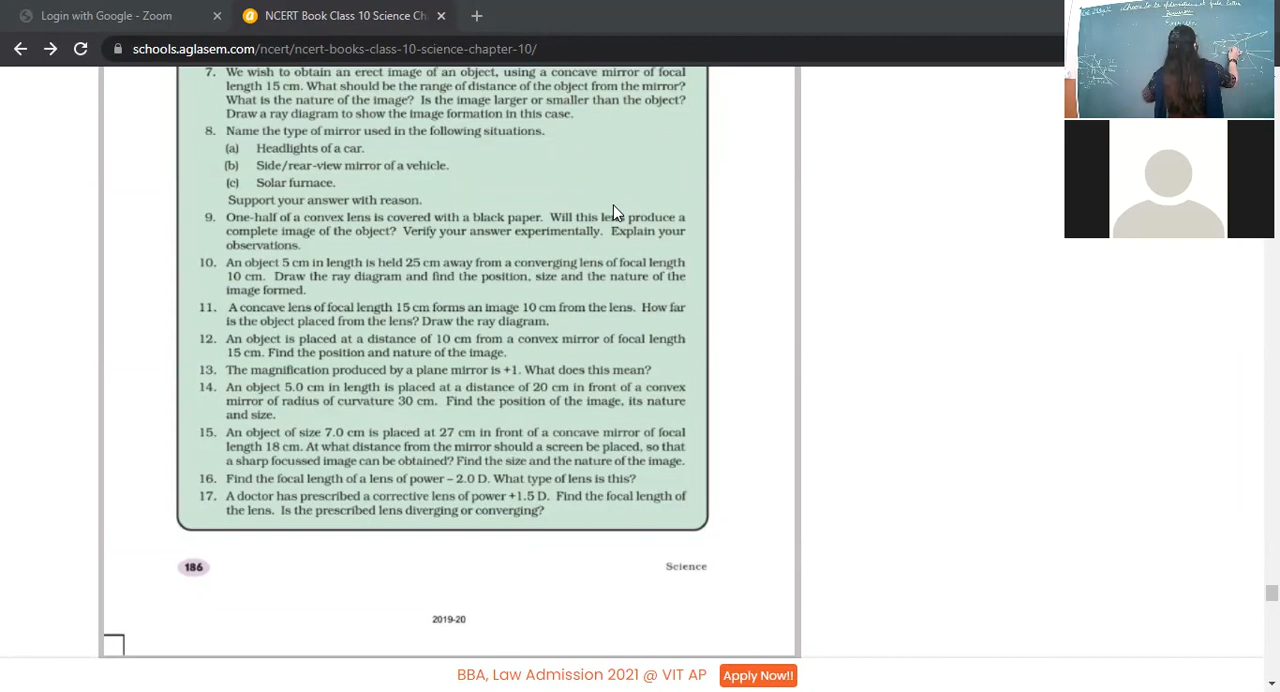 Login with Google - Zoom
NCERT Book Class 10 Science Ch
schools.aglasem.com/ncert/ncert-books-class-10-science-chapter-10/
7. We wish to obtain an erect image of an object, using a concave mirror of focal
length 15 cm. What should be the range of distance of the object from the mirror?
What is the nature of the image? Is the image larger or smaller than the object?
Draw a ray diagram to show the image formation in this case.
8. Name the type of mirror used in the following situations.
(a) Headlights of a car.
(b) Side/rear-view mirror of a vehicle.
(c) Solar furnace.
Support your answer with reason.
9. One-half of a convex lens is covered with a black paper. Will this lens produce a
complete image of the object? Verify your answer experimentally. Explain your
observations.
10. An object 5 cm in length is held 25 cm away from a converging lens of focal length
10 cm. Draw the ray diagram and find the position, size and the nature of the
image formed.
11. A concave lens of focal length 15 cm forms an image 10 cm from the lens. How far
is the object placed from the lens? Draw the ray diagram.
12. An object is placed at a distance of 10 cm from a convex mirror of focal length
15 cm. Find the position and nature of the image.
13. The magnification produced by a plane mirror is +1. What does this mean?
14. An object 5.0 cm in length is placed at a distance of 20 cm in front of a convex
mirror of radius of curvature 30 cm. Find the position of the image, its nature
and size.
15. An object of size 7.0 cm is placed at 27 cm in front of a concave mirror of focal
length 18 cm. At what distance from the mirror should a screen be placed, so that
a sharp focussed image can be obtained? Find the size and the nature of the image.
16. Find the focal length of a lens of power – 2.0 D. What type of lens is this?
17. A doctor has prescribed a corrective lens of power +1.5 D. Find the focal length of
the lens. Is the prescribed lens diverging or converging?
186
Science
2019-20
BBA, Law Admission 2021 @ VIT AP
Apply Now!!